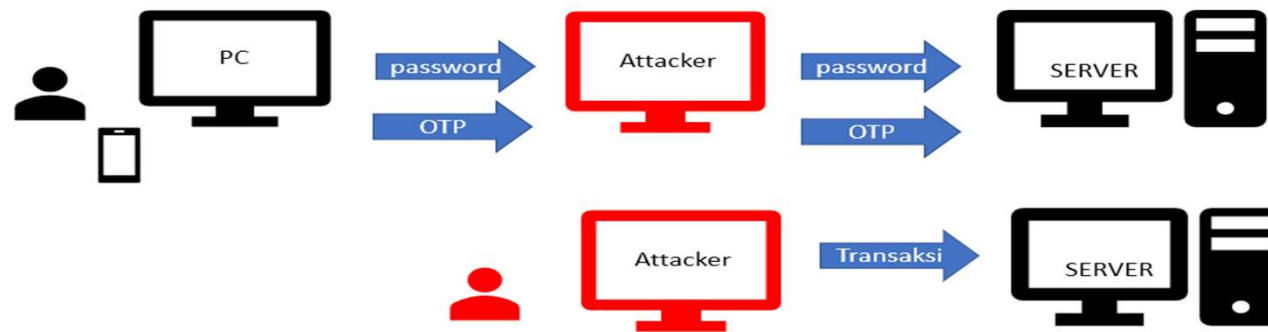 PC
password
OTP
Attacker
password
OTP
SERVER
Attacker
Transaksi
SERVER